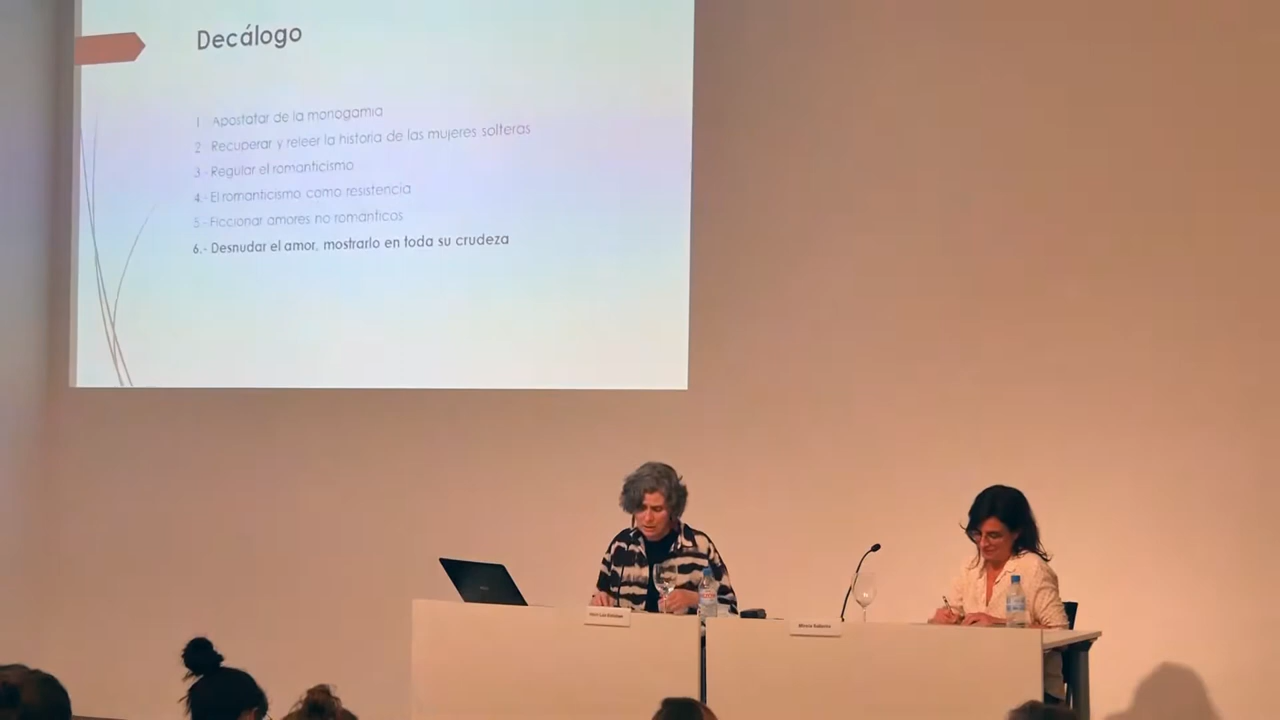 Decálogo
1 Apostatar de la monogamia
2 Recuperar y releer la historia de las mujeres solteras
3.- Regular el romanticismo
4.- El romanticismo como resistencia
5.- Ficcionar amores no románticos
6.- Desnudar el amor, mostrarlo en toda su crudeza